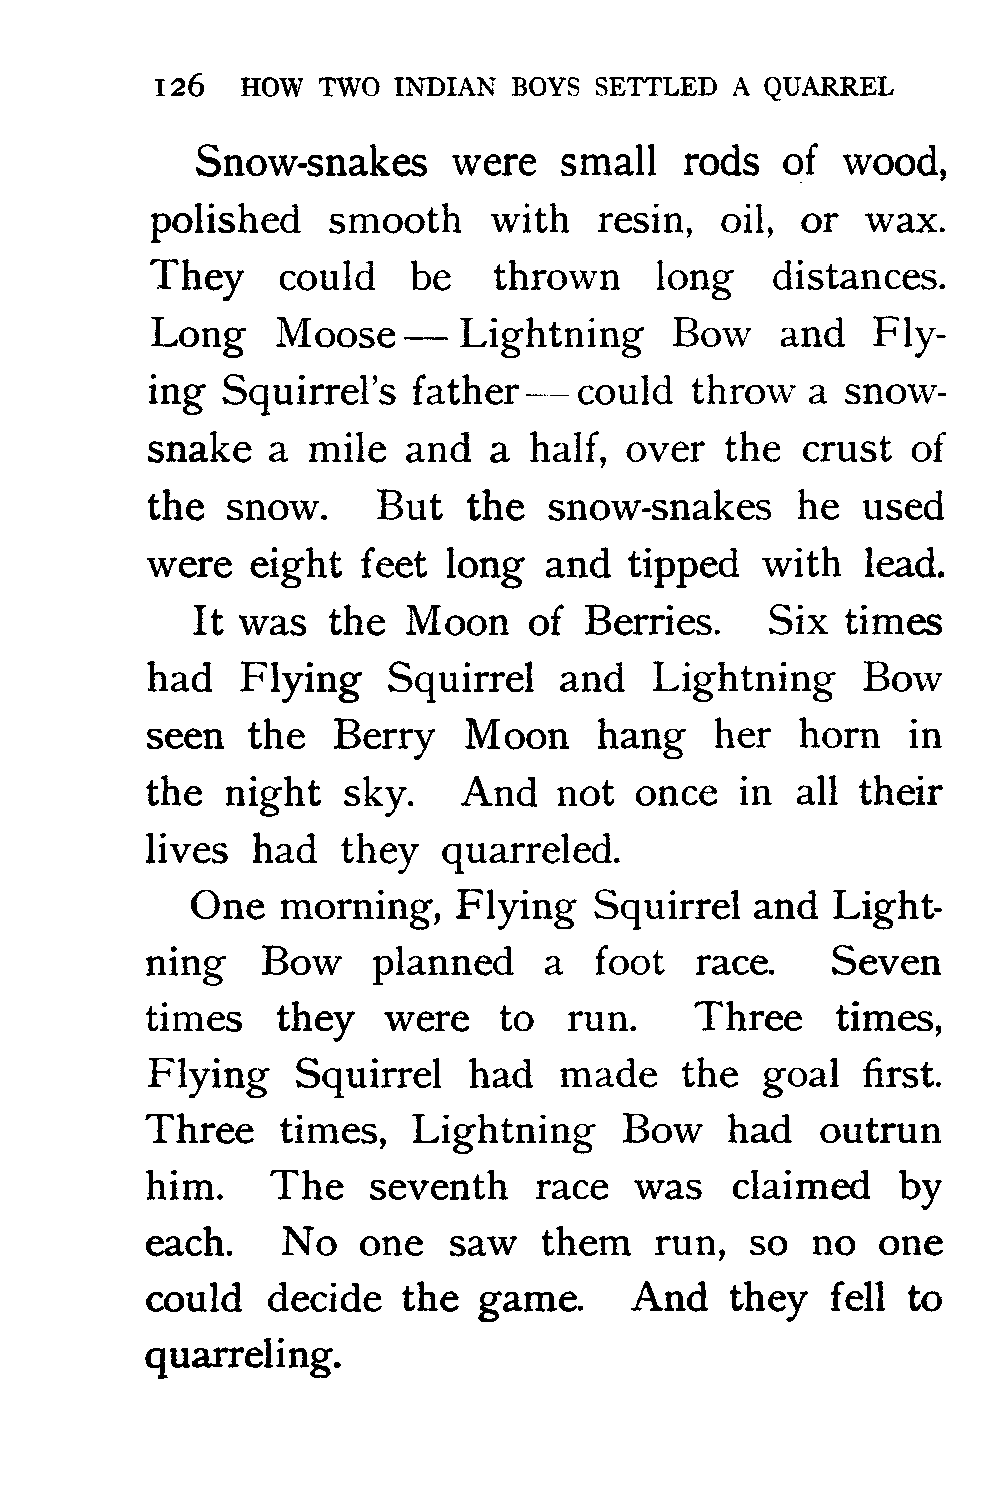 126 HOW TWO INDIAN BOYS SETTLED A QUARREL
Snow-snakes were small rods of wood,
polished smooth with resin, oil, or wax.
They could be thrown long distances.
Long Moose — Lightning Bow and Fly-
ing Squirrel's father — could throw a snow-
snake a mile and a half, over the crust of
the snow. But the snow-snakes he used
were eight feet long and tipped with lead.
It was the Moon of Berries. Six times
had Flying Squirrel and Lightning Bow
seen the Berry Moon hang her horn in
the night sky. And not once in all their
lives had they quarreled.
One morning, Flying Squirrel and Light-
ning Bow planned a foot race. Seven
times they were to run. Three times,
Flying Squirrel had made the goal first.
Three times, Lightning Bow had outrun
him. The seventh race was claimed by
each. No one saw them run, so no one
could decide the game. And they fell to
quarreling.